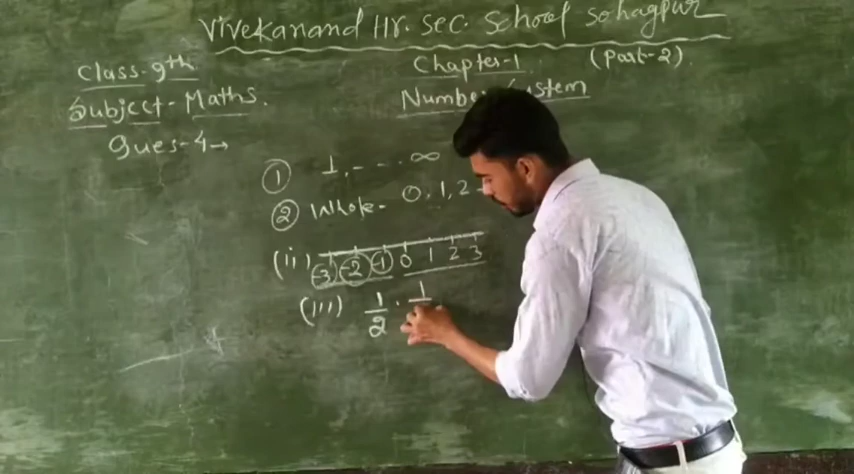 Vivekanand Hr. Sec. School Sohagpur
Class-9th
Chapter-1
(Part-2)
Subject-Maths.
Number System
Ques-4→
① 1, - - - ∞
② Whole- 0, 1, 2 -
(ii) -3 -2 -1 0 1 2 3
(iii) 1/2 . 1/